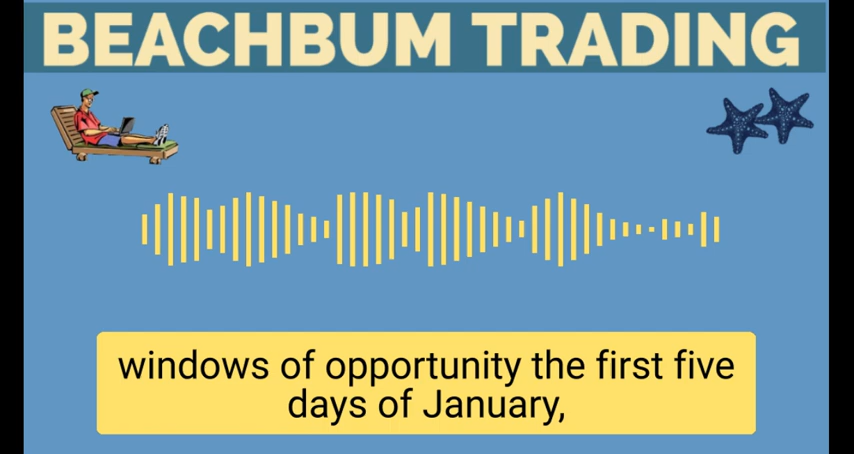 BEACHBUM TRADING
windows of opportunity the first five
days of January,